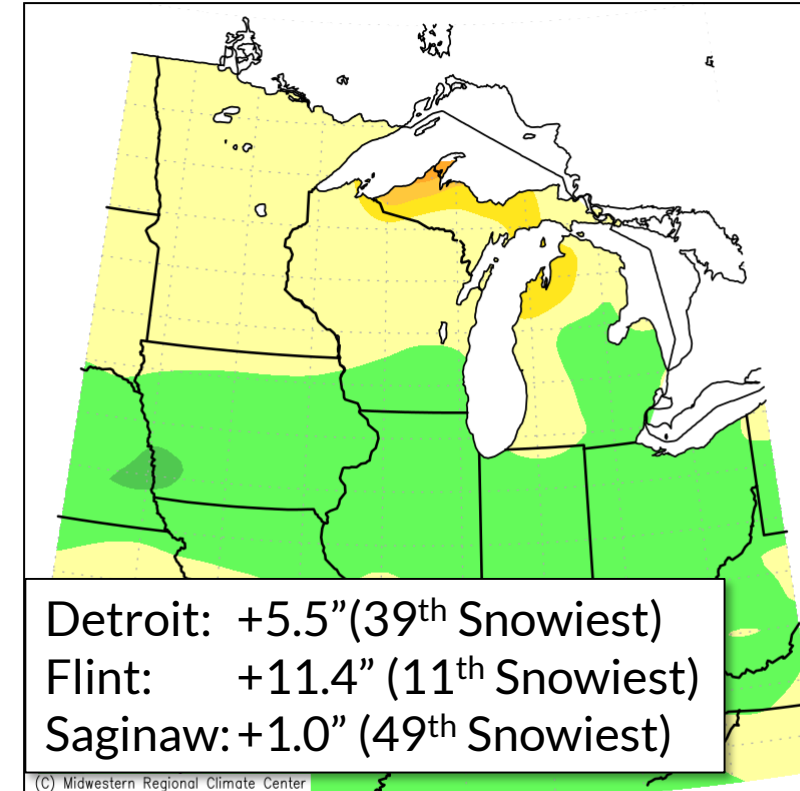 Detroit: +5.5”(39th Snowiest)
Flint: +11.4” (11th Snowiest)
Saginaw: +1.0” (49th Snowiest)
(C) Midwestern Regional Climate Center